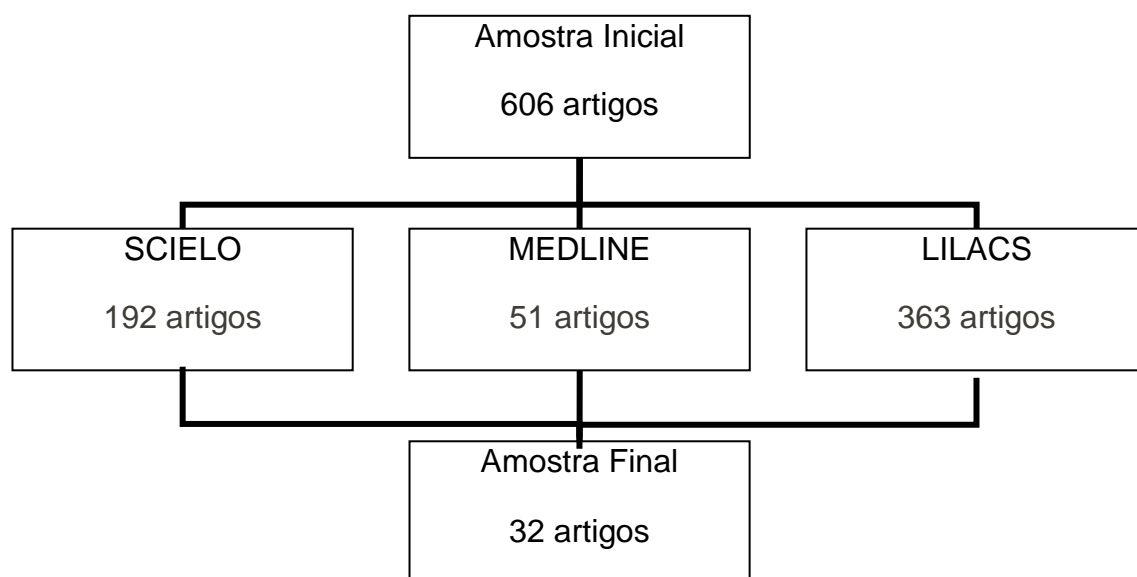 Amostra Inicial
606 artigos
SCIELO
192 artigos
MEDLINE
51 artigos
LILACS
363 artigos
Amostra Final
32 artigos